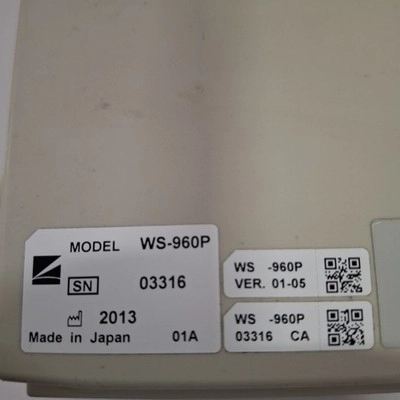 MODEL WS-960P
SN 03316
2013
Made in Japan 01A
WS -960P
VER. 01-05
WS -960P
03316 CA